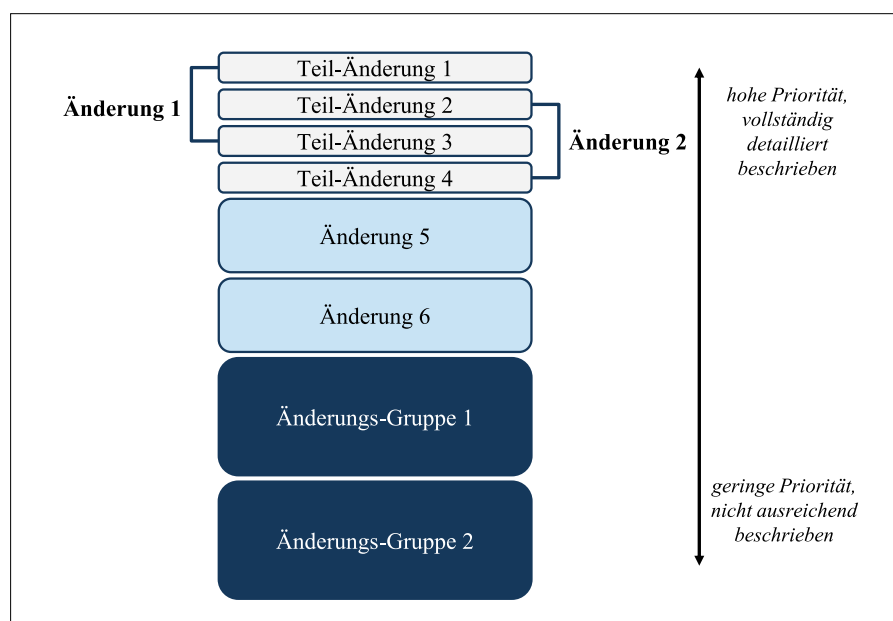 Teil-Änderung 1
Änderung 1
Teil-Änderung 2
Teil-Änderung 3
Änderung 2
Teil-Änderung 4
hohe Priorität,
vollständig
detailliert
beschrieben
Änderung 5
Änderung 6
Änderungs-Gruppe 1
Änderungs-Gruppe 2
geringe Priorität,
nicht ausreichend
beschrieben